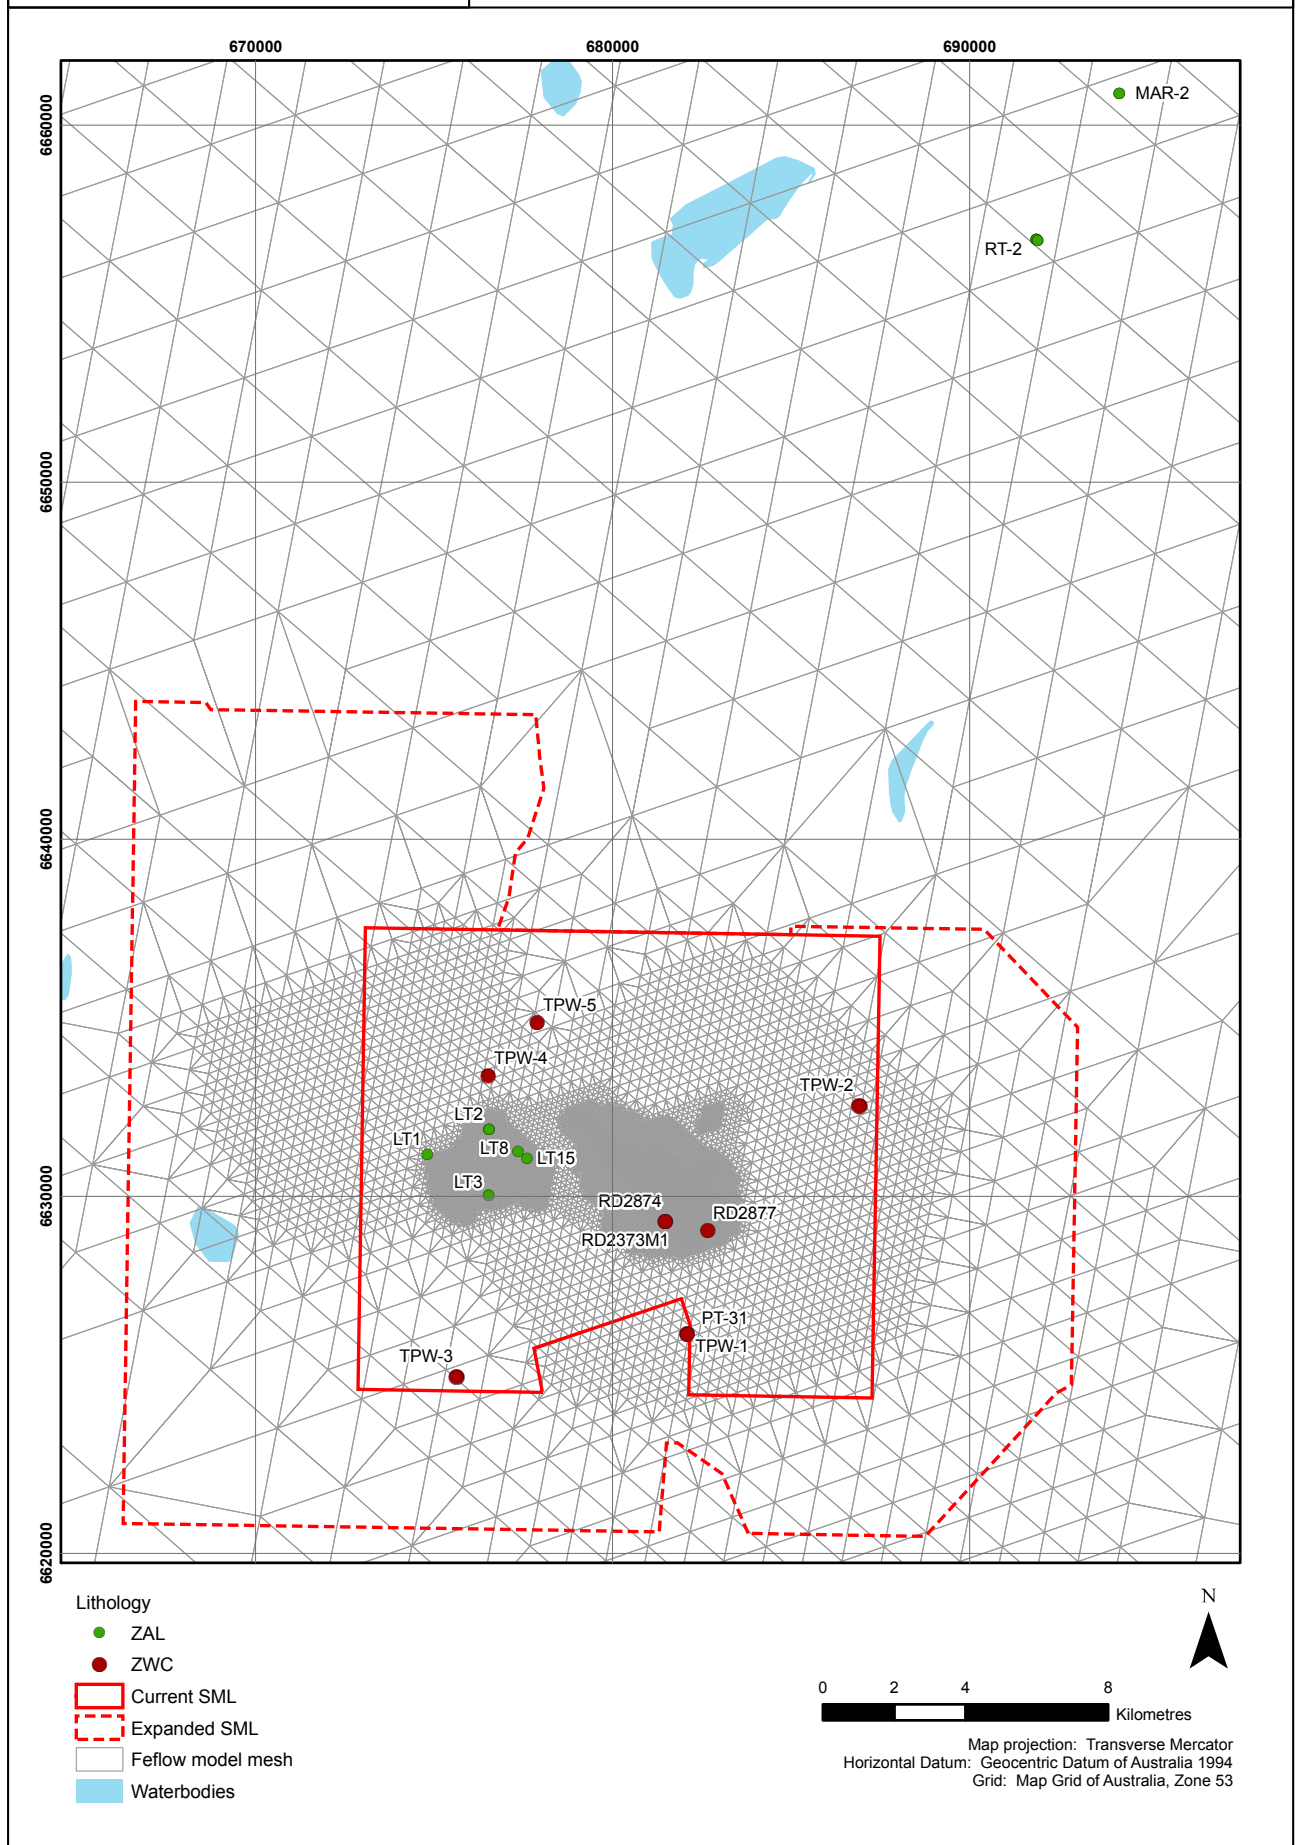 670000
680000
690000
6660000
MAR-2
RT-2
6650000
6640000
TPW-5
TPW-4
TPW-2
LT2
LT1
LT8
LT15
LT3
6630000
RD2874
RD2877
RD2373M1
PT-31
TPW-1
TPW-3
6620000
Lithology
ZAL
ZWC
Current SML
Expanded SML
Feflow model mesh
Waterbodies
N
0 2 4 8
Kilometres
Map projection: Transverse Mercator
Horizontal Datum: Geocentric Datum of Australia 1994
Grid: Map Grid of Australia, Zone 53